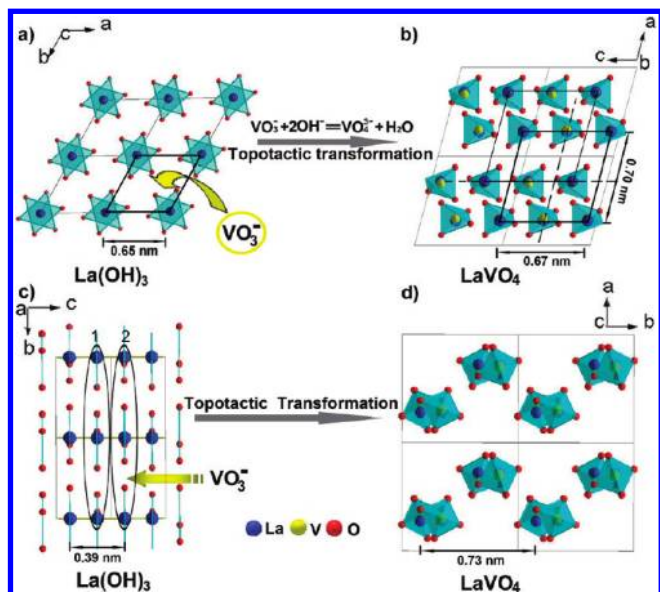 a)
c
a
b
La(OH)₃
0.65 nm
VO₃⁻
VO₃⁻+2OH⁻=VO₄³⁻+H₂O
Topotactic transformation
b)
a
c
b
0.70 nm
0.67 nm
LaVO₄
c)
a
c
b
1
2
VO₃⁻
0.39 nm
La(OH)₃
Topotactic Transformation
La
V
O
d)
a
c
b
0.73 nm
LaVO₄